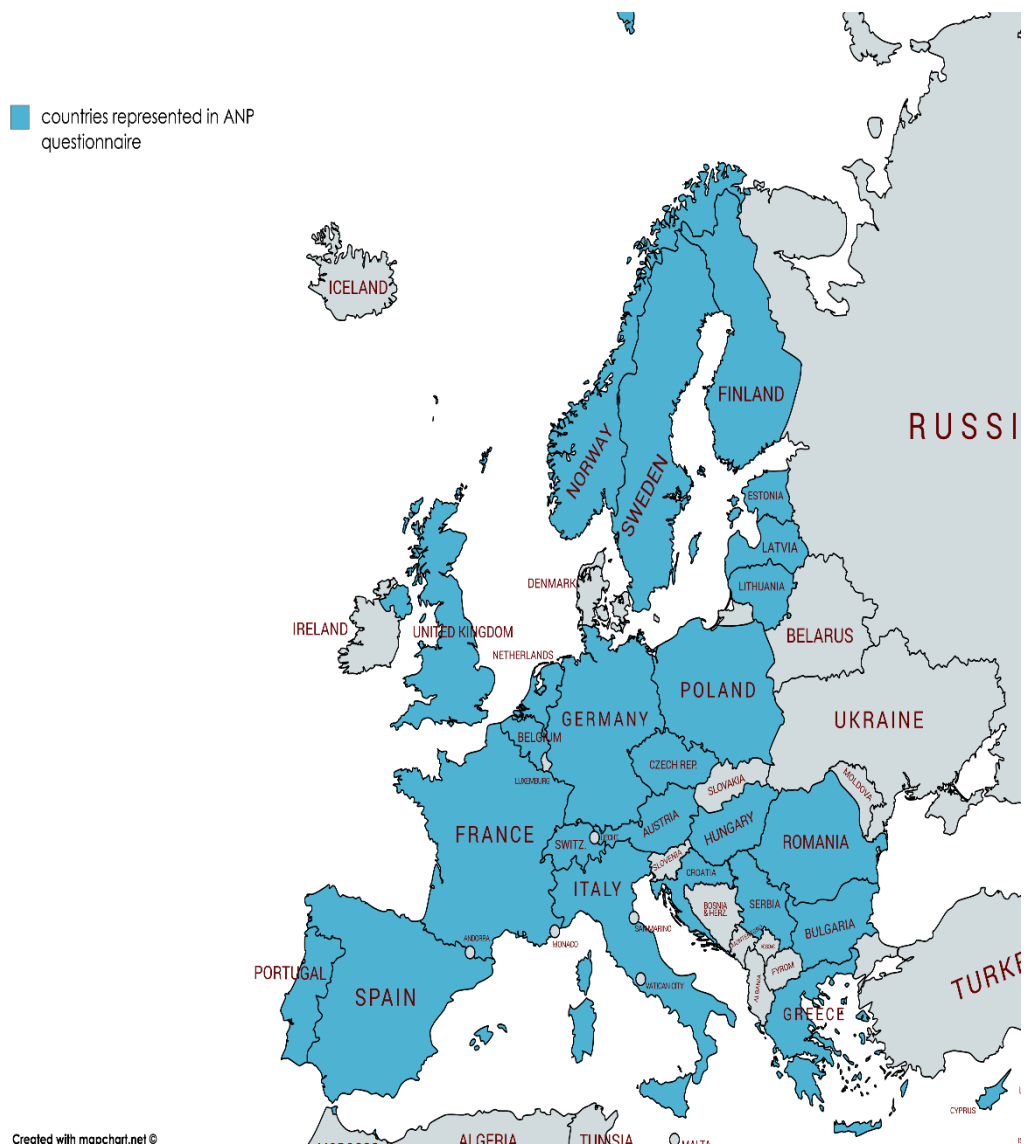 countries represented in ANP
questionnaire
ICELAND
RUSSI
FINLAND
NORWAY
SWEDEN
ESTONIA
LATVIA
LITHUANIA
DENMARK
IRELAND
UNITED KINGDOM
BELARUS
NETHERLANDS
POLAND
GERMANY
UKRAINE
BELGIUM
CZECH REP.
LUXEMBURG
SLOVAKIA
MOLDOVA
FRANCE
SWITZ.
AUSTRIA
HUNGARY
ROMANIA
SLOVENIA
CROATIA
ITALY
BOSNIA
& HERZ.
SERBIA
SAN MARINO
BULGARIA
ANDORRA
MONACO
FYROM
ALBANIA
PORTUGAL
SPAIN
VATICAN CITY
GREECE
TURKE
CYPRUS
Created with mapchart.net ©
ALGERIA
TUNISIA
MALTA